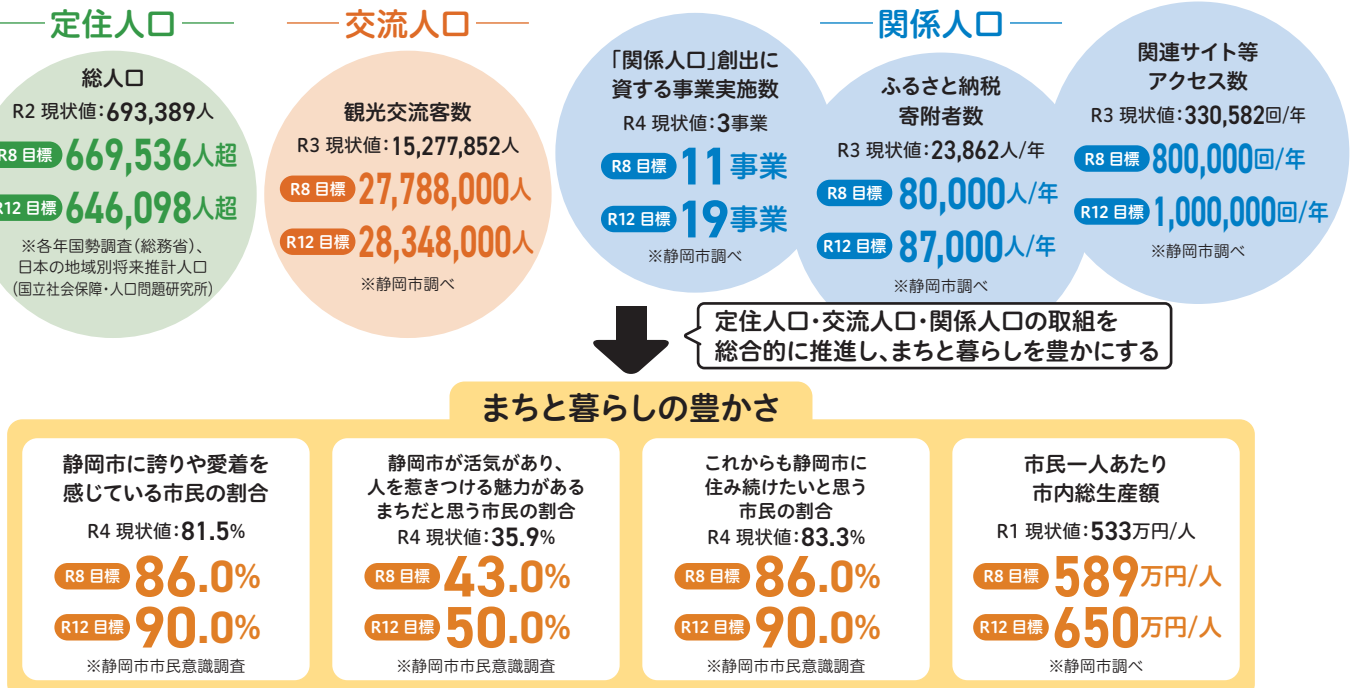 定住人口
総人口
R2 現状値:693,389人
R8 目標 669,536人超
R12 目標 646,098人超
※各年国勢調査(総務省)、
日本の地域別将来推計人口
(国立社会保障・人口問題研究所)
交流人口
観光交流客数
R3 現状値:15,277,852人
R8 目標 27,788,000人
R12 目標 28,348,000人
※静岡市調べ
関係人口
「関係人口」創出に
資する事業実施数
R4 現状値:3事業
R8 目標 11事業
R12 目標 19事業
※静岡市調べ
ふるさと納税
寄附者数
R3 現状値:23,862人/年
R8 目標 80,000人/年
R12 目標 87,000人/年
※静岡市調べ
関連サイト等
アクセス数
R3 現状値:330,582回/年
R8 目標 800,000回/年
R12 目標 1,000,000回/年
※静岡市調べ
定住人口・交流人口・関係人口の取組を
総合的に推進し、まちと暮らしを豊かにする
まちと暮らしの豊かさ
静岡市に誇りや愛着を
感じている市民の割合
R4 現状値:81.5%
R8 目標 86.0%
R12 目標 90.0%
※静岡市市民意識調査
静岡市が活気があり、
人を惹きつける魅力がある
まちだと思う市民の割合
R4 現状値:35.9%
R8 目標 43.0%
R12 目標 50.0%
※静岡市市民意識調査
これからも静岡市に
住み続けたいと思う
市民の割合
R4 現状値:83.3%
R8 目標 86.0%
R12 目標 90.0%
※静岡市市民意識調査
市民一人あたり
市内総生産額
R1 現状値:533万円/人
R8 目標 589万円/人
R12 目標 650万円/人
※静岡市調べ